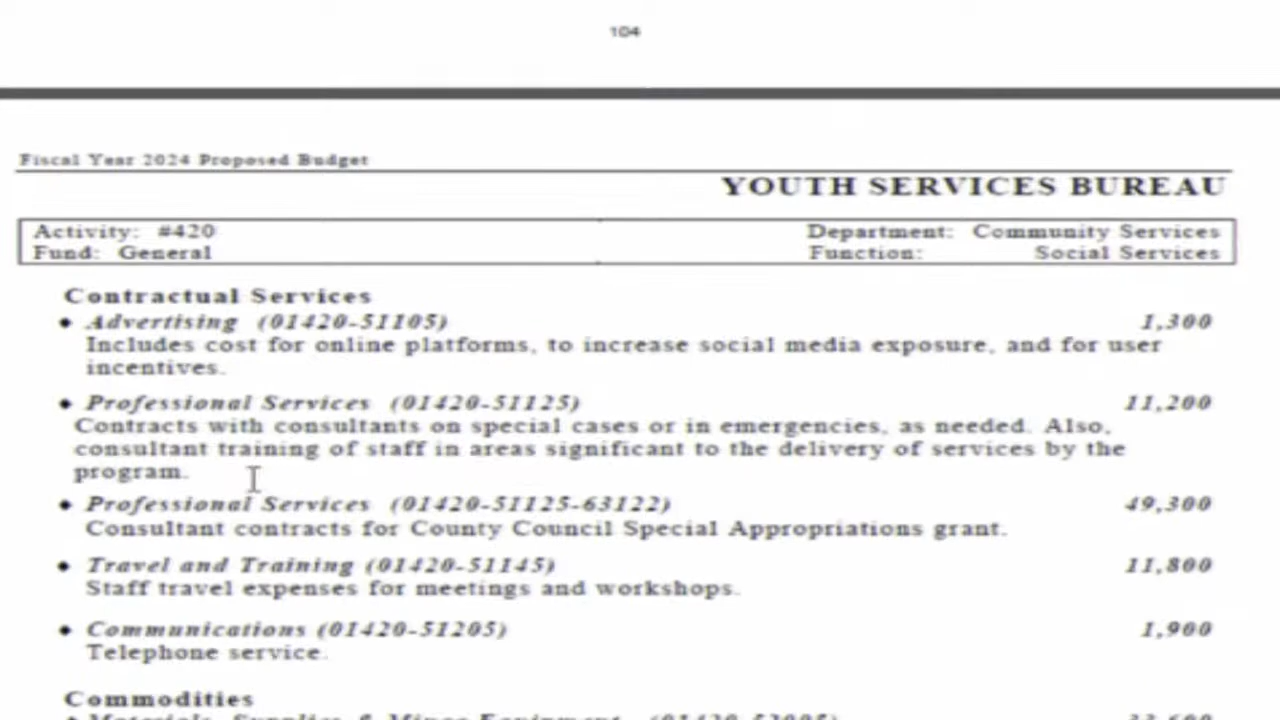 104
Fiscal Year 2024 Proposed Budget
YOUTH SERVICES BUREAU
Activity: #420 Department: Community Services
Fund: General Function: Social Services
Contractual Services
• Advertising (01420-51105) 1,300
Includes cost for online platforms, to increase social media exposure, and for user
incentives.
• Professional Services (01420-51125) 11,200
Contracts with consultants on special cases or in emergencies, as needed. Also,
consultant training of staff in areas significant to the delivery of services by the
program.
• Professional Services (01420-51125-63122) 49,300
Consultant contracts for County Council Special Appropriations grant.
• Travel and Training (01420-51145) 11,800
Staff travel expenses for meetings and workshops.
• Communications (01420-51205) 1,900
Telephone service.
Commodities
• Materials, Supplies & Minor Equipment